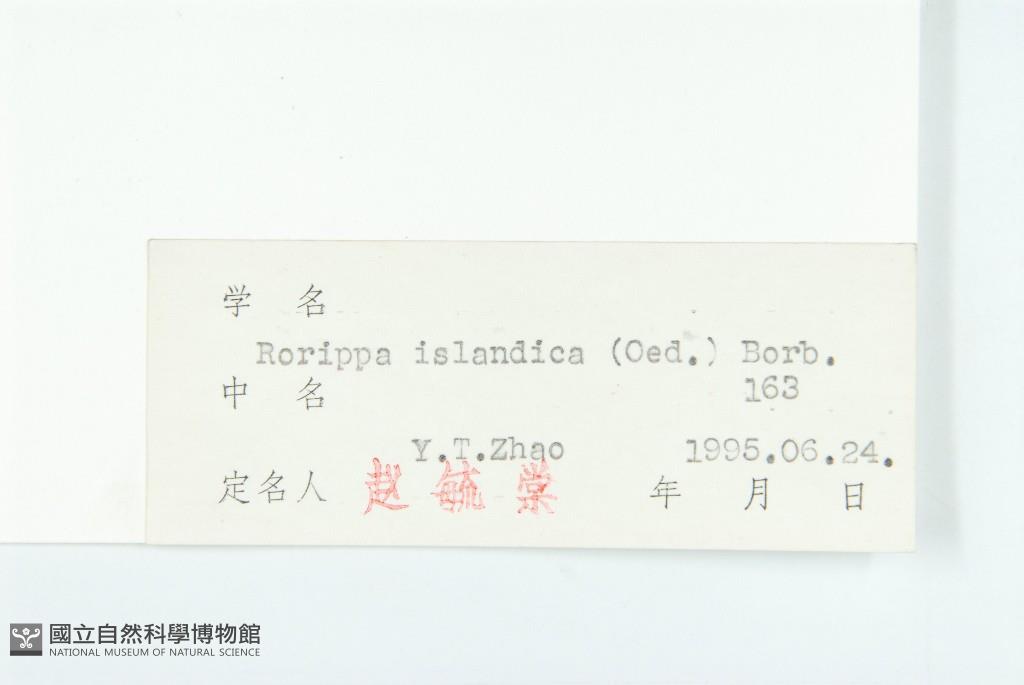 学 名
Rorippa islandica (Oed.) Borb.
中 名 163
Y.T.Zhao 1995.06.24.
定名人 赵毓棠 年 月 日
國立自然科學博物館
NATIONAL MUSEUM OF NATURAL SCIENCE